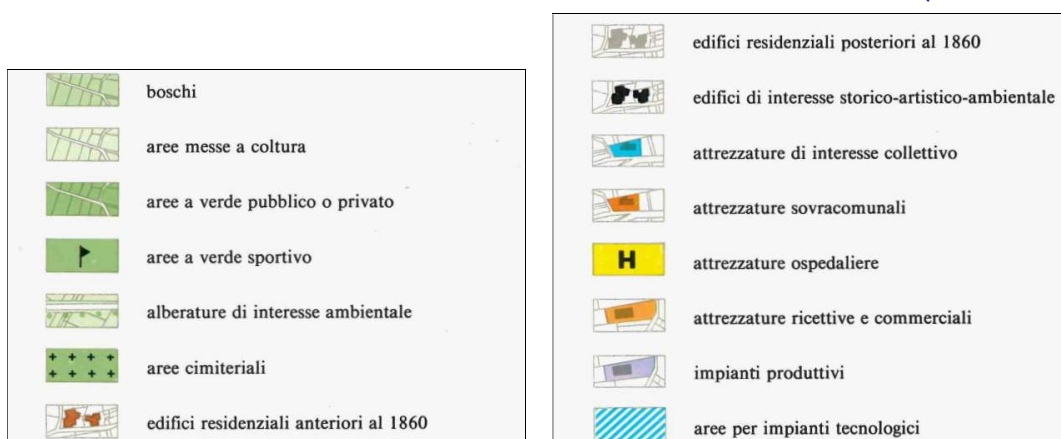 boschi
aree messe a coltura
aree a verde pubblico o privato
aree a verde sportivo
alberature di interesse ambientale
aree cimiteriali
edifici residenziali anteriori al 1860
edifici residenziali posteriori al 1860
edifici di interesse storico-artistico-ambientale
attrezzature di interesse collettivo
attrezzature sovracomunali
H
attrezzature ospedaliere
attrezzature ricettive e commerciali
impianti produttivi
aree per impianti tecnologici